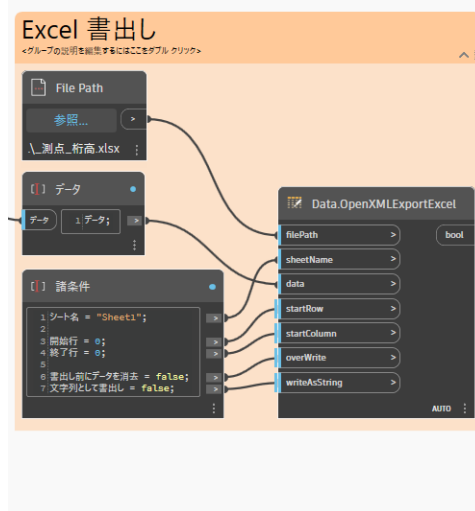 Excel 書出し
<グループの説明を編集するにはここをダブル クリック>
File Path
参照...
>
.\_測点_桁高.xlsx
[ ] データ
データ
1 データ;
>
Data.OpenXMLExportExcel
filePath >
bool
sheetName >
data >
startRow >
startColumn >
overWrite >
writeAsString >
AUTO
[ ] 諸条件
1 シート名 = "Sheet1"; >
2
3 開始行 = 0; >
4 終了行 = 0; >
5
6 書出し前にデータを消去 = false; >
7 文字列として書出し = false; >